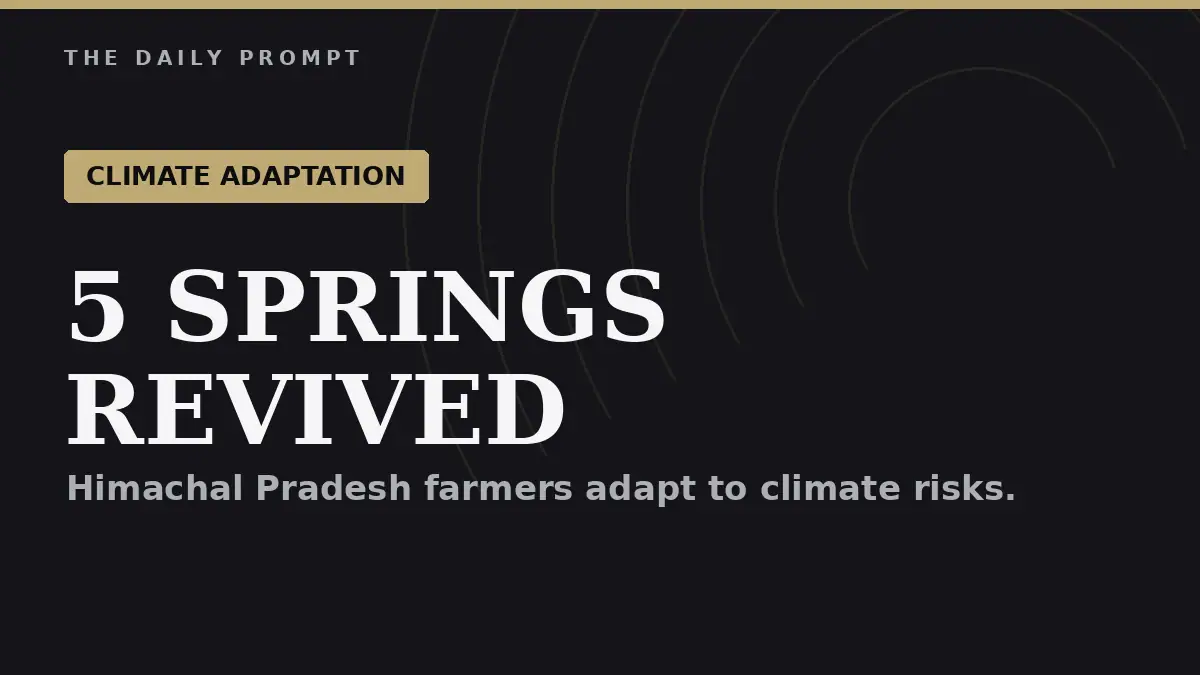 THE DAILY PROMPT
CLIMATE ADAPTATION
5 SPRINGS
REVIVED
Himachal Pradesh farmers adapt to climate risks.